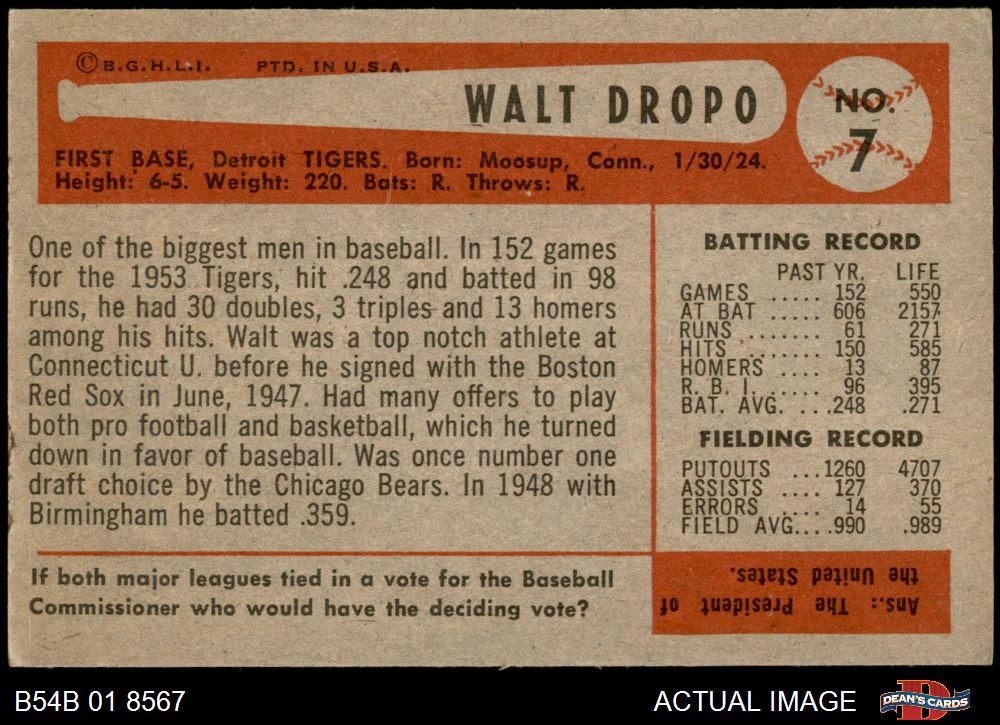 © B.G.H.L.I. PTD. IN U.S.A.
WALT DROPO
NO.
7
FIRST BASE, Detroit TIGERS. Born: Moosup, Conn., 1/30/24.
Height: 6-5. Weight: 220. Bats: R. Throws: R.
One of the biggest men in baseball. In 152 games
for the 1953 Tigers, hit .248 and batted in 98
runs, he had 30 doubles, 3 triples and 13 homers
among his hits. Walt was a top notch athlete at
Connecticut U. before he signed with the Boston
Red Sox in June, 1947. Had many offers to play
both pro football and basketball, which he turned
down in favor of baseball. Was once number one
draft choice by the Chicago Bears. In 1948 with
Birmingham he batted .359.
BATTING RECORD
PAST YR. LIFE
GAMES ..... 152 550
AT BAT ..... 606 2157
RUNS ....... 61 271
HITS ....... 150 585
HOMERS .... 13 87
R. B. I. ..... 96 395
BAT. AVG. ...248 .271
FIELDING RECORD
PUTOUTS ...1260 4707
ASSISTS .... 127 370
ERRORS .... 14 55
FIELD AVG....990 .989
If both major leagues tied in a vote for the Baseball
Commissioner who would have the deciding vote?
Ans.: The President of
the United States.
B54B 01 8567
ACTUAL IMAGE
DEAN'S CARDS